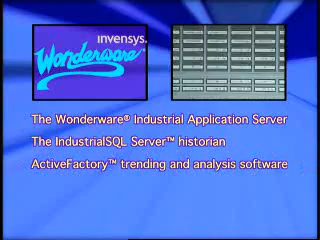 invensys.
Wonderware
The Wonderware® Industrial Application Server
The IndustrialSQL Server™ historian
ActiveFactory™ trending and analysis software